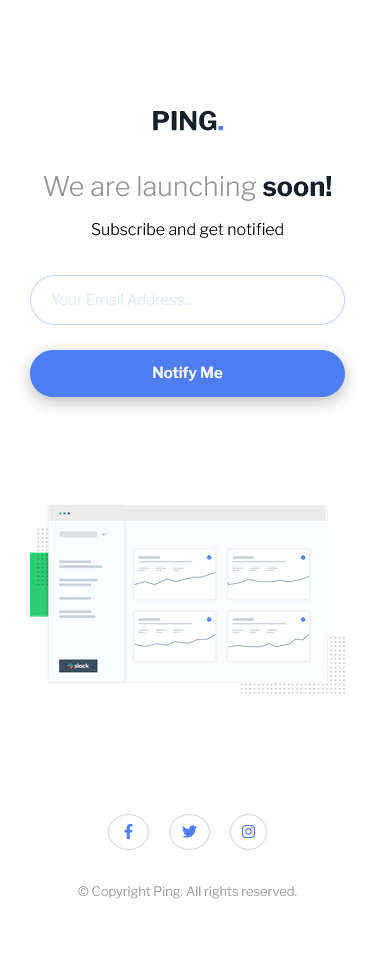 PING.
We are launching soon!
Subscribe and get notified
Your Email Address...
Notify Me
slack
© Copyright Ping. All rights reserved.